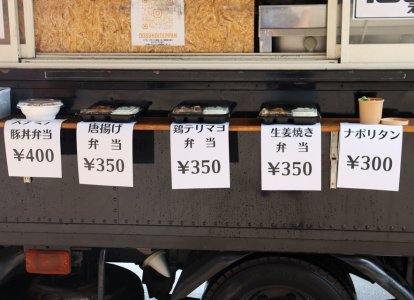 豚丼弁当
¥400
唐揚げ
弁当
¥350
鶏テリマヨ
弁当
¥350
生姜焼き
弁当
¥350
ナポリタン
¥300